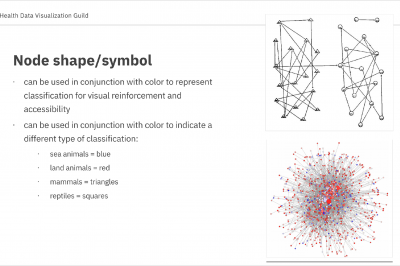 Health Data Visualization Guild
Node shape/symbol
· can be used in conjunction with color to represent
classification for visual reinforcement and
accessibility
· can be used in conjunction with color to indicate a
different type of classification:
· sea animals = blue
· land animals = red
· mammals = triangles
· reptiles = squares